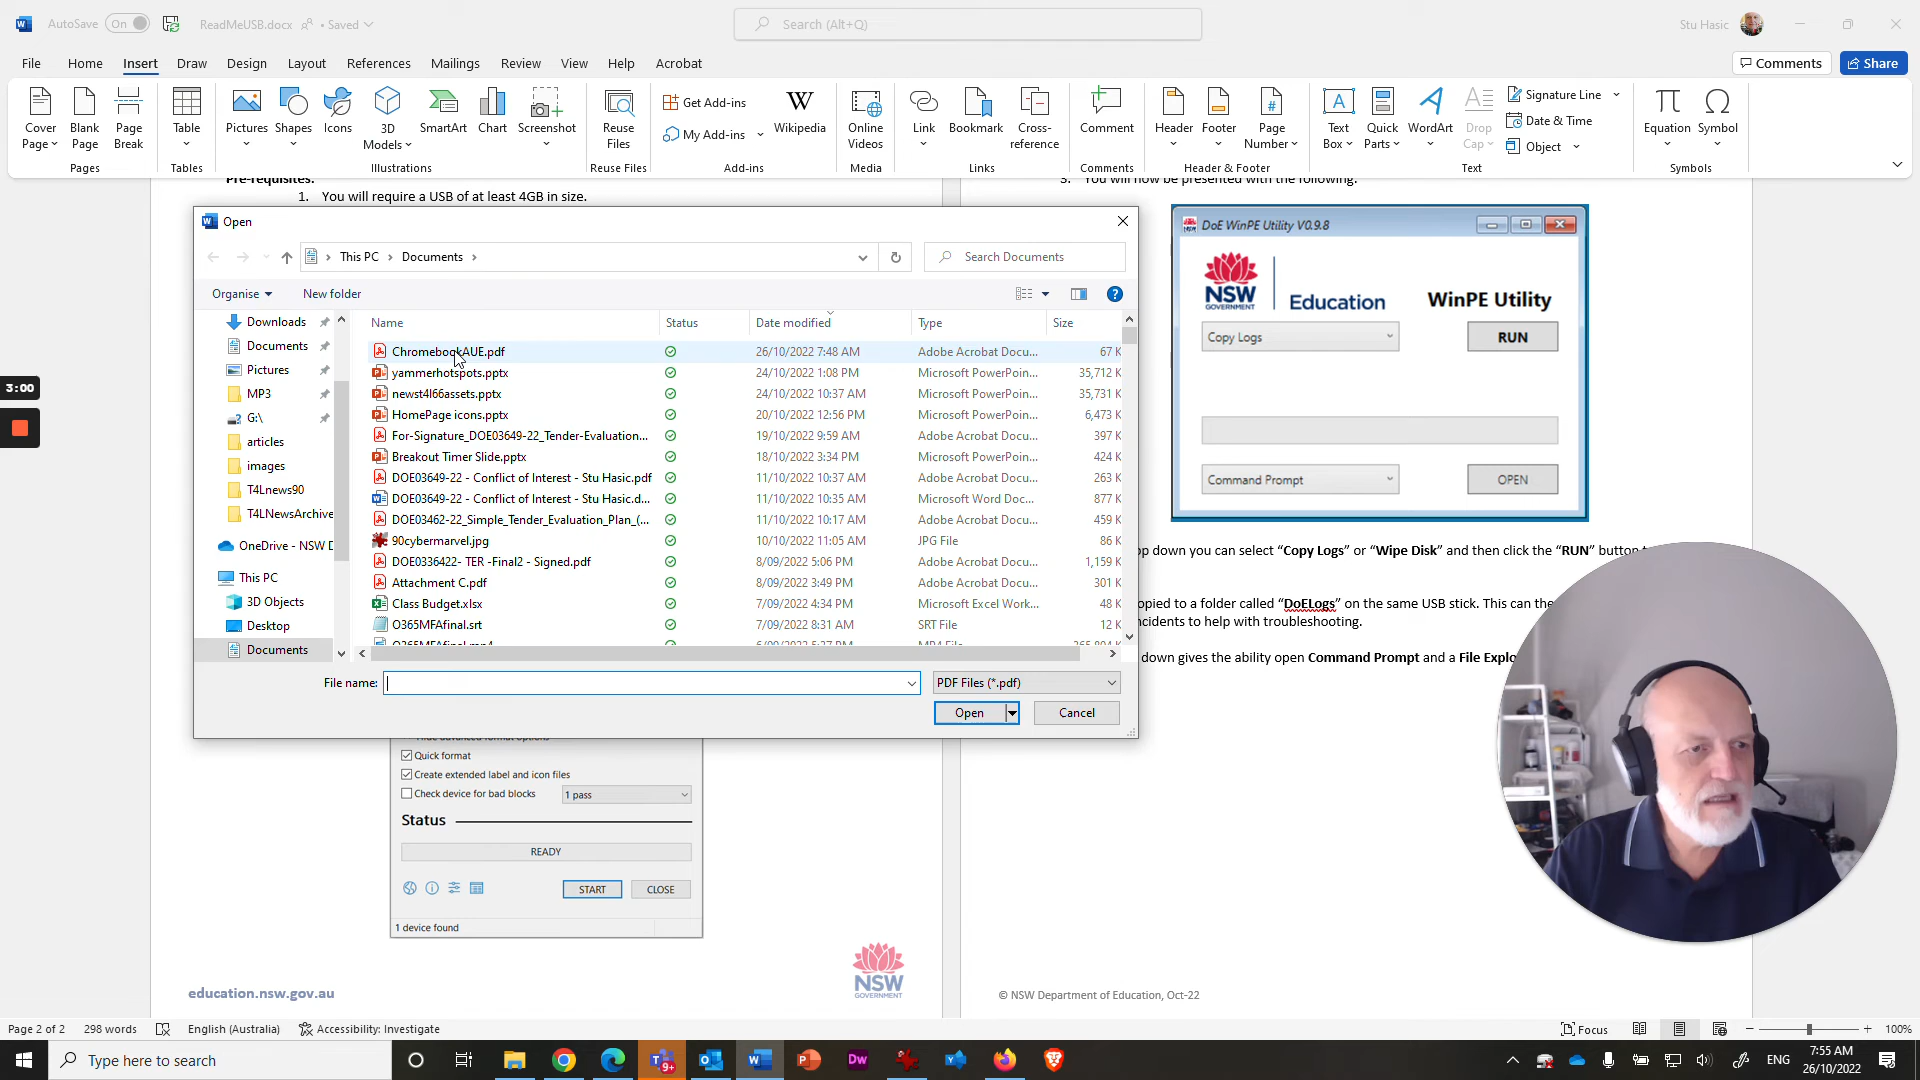 AutoSave On ReadMeUSB.docx • Saved Search (Alt+Q) Stu Hasic
File Home Insert Draw Design Layout References Mailings Review View Help Acrobat Comments Share
Cover Page Blank Page Page Break Table Pictures Shapes Icons 3D Models SmartArt Chart Screenshot Reuse Files Get Add-ins My Add-ins Wikipedia Online Videos Link Bookmark Cross-reference Comment Header Footer Page Number Text Box Quick Parts WordArt Drop Cap Signature Line Date & Time Object Equation Symbol
Pages Tables Illustrations Reuse Files Add-ins Media Links Comments Header & Footer Text Symbols
Pre-requisites:
1. You will require a USB of at least 4GB in size.
Open
This PC > Documents > Search Documents
Organise New folder
Downloads
Documents
Pictures
MP3
G:\
articles
images
T4Lnews90
T4LNewsArchive
OneDrive - NSW D
This PC
3D Objects
Desktop
Documents
Name Status Date modified Type Size
ChromebookAUE.pdf 26/10/2022 7:48 AM Adobe Acrobat Docu... 67 K
yammerhotspots.pptx 24/10/2022 1:08 PM Microsoft PowerPoin... 35,712 K
newst4l66assets.pptx 24/10/2022 10:37 AM Microsoft PowerPoin... 35,731 K
HomePage icons.pptx 20/10/2022 12:56 PM Microsoft PowerPoin... 6,473 K
For-Signature_DOE03649-22_Tender-Evaluation... 19/10/2022 9:59 AM Adobe Acrobat Docu... 397 K
Breakout Timer Slide.pptx 18/10/2022 3:34 PM Microsoft PowerPoin... 424 K
DOE03649-22 - Conflict of Interest - Stu Hasic.pdf 11/10/2022 10:37 AM Adobe Acrobat Docu... 263 K
DOE03649-22 - Conflict of Interest - Stu Hasic.d... 11/10/2022 10:35 AM Microsoft Word Doc... 877 K
DOE03462-22_Simple_Tender_Evaluation_Plan_(... 11/10/2022 10:17 AM Adobe Acrobat Docu... 459 K
90cybermarvel.jpg 10/10/2022 11:05 AM JPG File 86 K
DOE0336422- TER -Final2 - Signed.pdf 8/09/2022 5:06 PM Adobe Acrobat Docu... 1,159 K
Attachment C.pdf 8/09/2022 3:49 PM Adobe Acrobat Docu... 301 K
Class Budget.xlsx 7/09/2022 4:34 PM Microsoft Excel Work... 48 K
O365MFAfinal.srt 7/09/2022 8:31 AM SRT File 12 K
File name: PDF Files (*.pdf)
Open Cancel
3:00
Quick format
Create extended label and icon files
Check device for bad blocks 1 pass
Status
READY
START CLOSE
1 device found
education.nsw.gov.au
NSW
GOVERNMENT
3. You will now be presented with the following:
DoE WinPE Utility V0.9.8
NSW
GOVERNMENT
Education
WinPE Utility
Copy Logs RUN
Command Prompt OPEN
op down you can select “Copy Logs” or “Wipe Disk” and then click the “RUN” button t
opied to a folder called “DoELogs” on the same USB stick. This can the
ncidents to help with troubleshooting.
down gives the ability open Command Prompt and a File Explo
© NSW Department of Education, Oct-22
Page 2 of 2 298 words English (Australia) Accessibility: Investigate Focus 100%
Type here to search 9+ Dw ENG 7:55 AM
26/10/2022